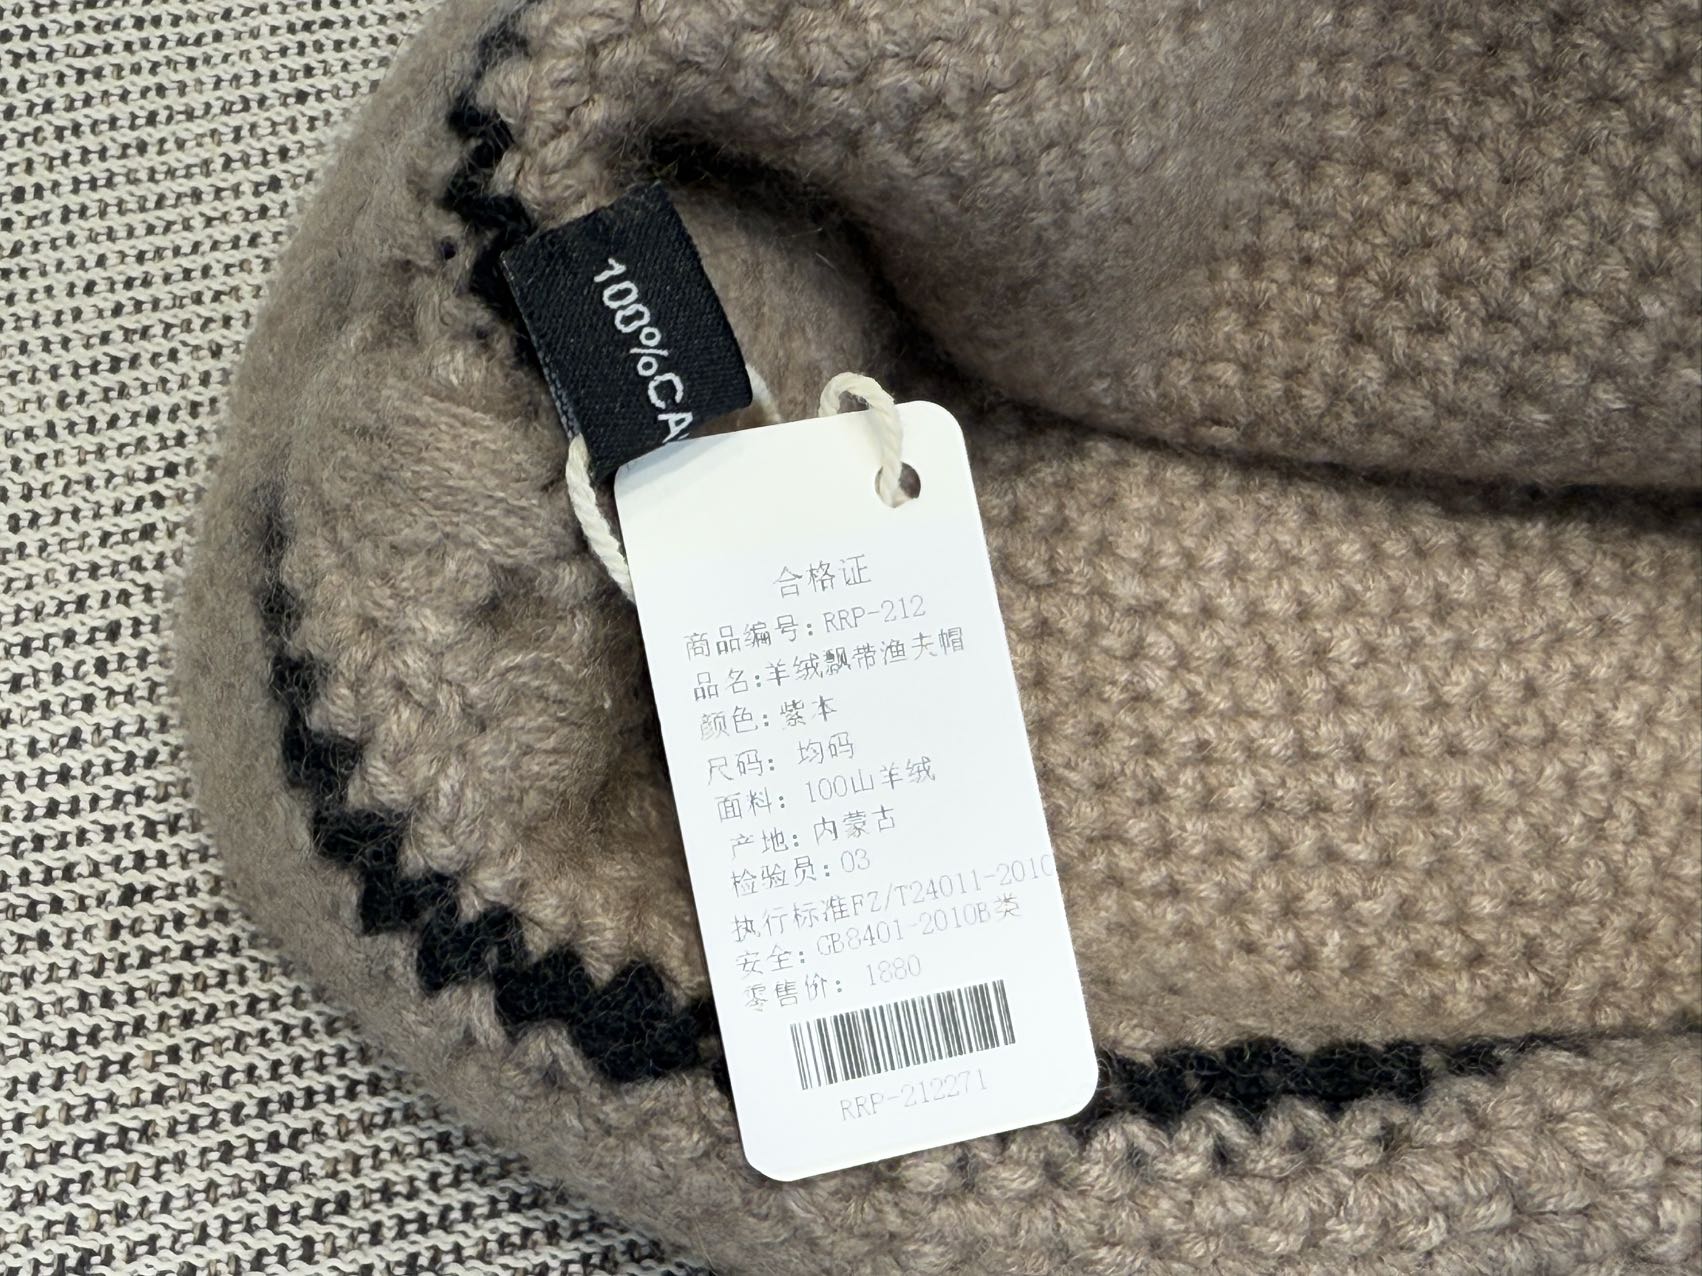 100%CA
合格证
商品编号:RRP-212
品名:羊绒飘带渔夫帽
颜色:紫本
尺码: 均码
面料: 100山羊绒
产地:内蒙古
检验员:03
执行标准FZ/T24011-2010
安全:GB8401-2010B类
零售价: 1880
RRP-212271